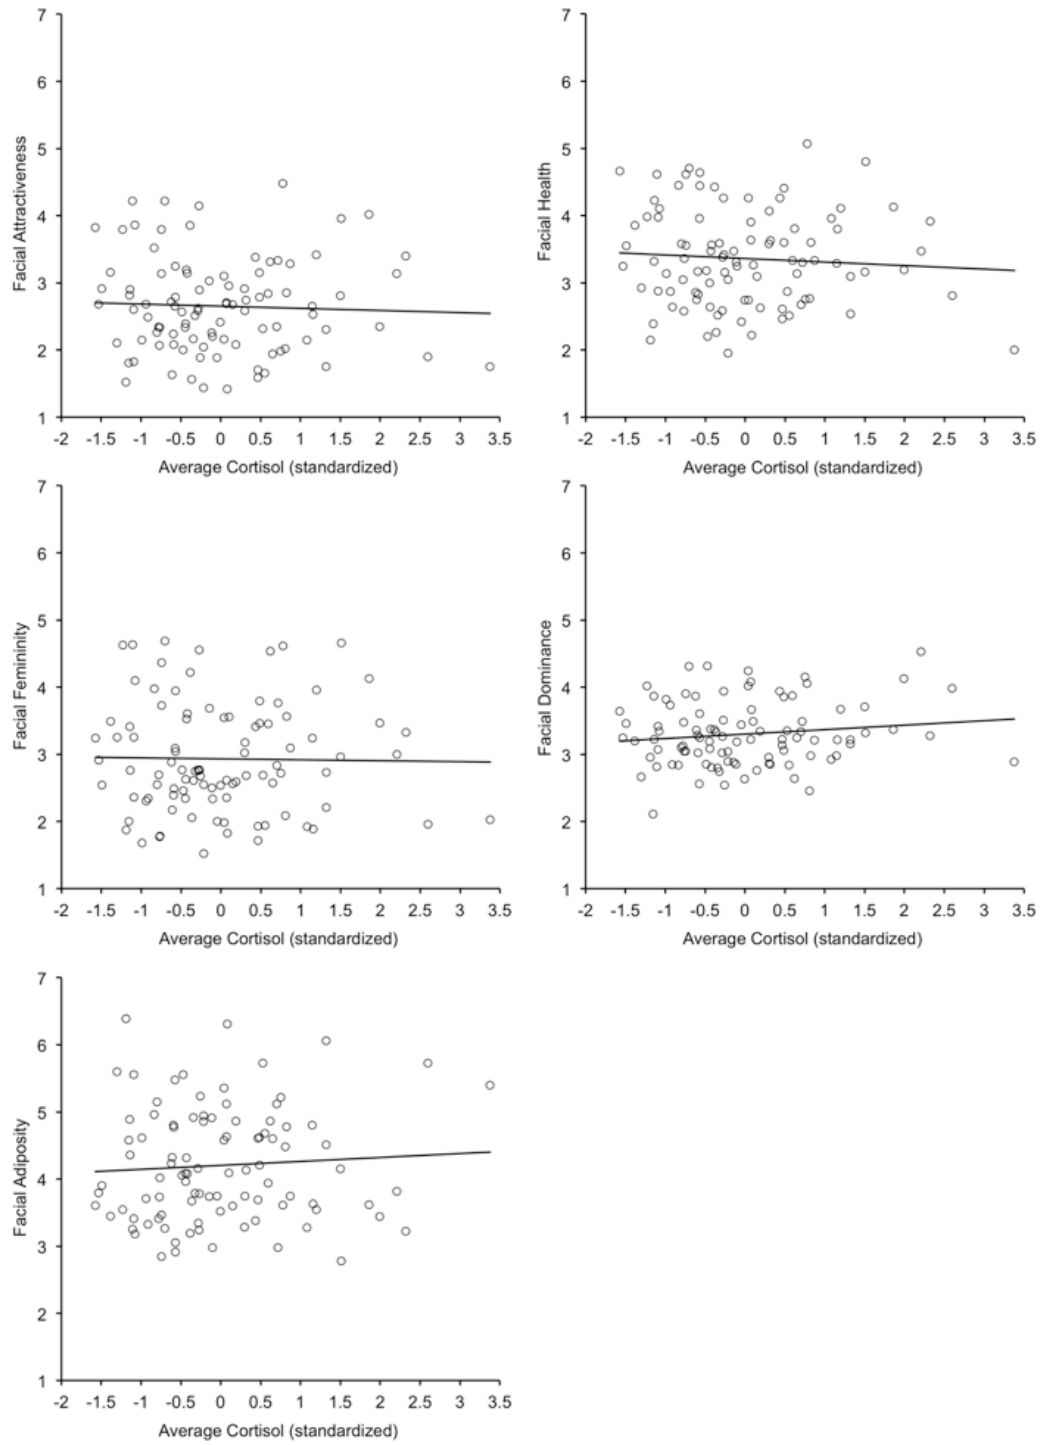 7
6
5
4
3
2
1
Facial Attractiveness
-2 -1.5 -1 -0.5 0 0.5 1 1.5 2 2.5 3 3.5
Average Cortisol (standardized)
7
6
5
4
3
2
1
Facial Health
-2 -1.5 -1 -0.5 0 0.5 1 1.5 2 2.5 3 3.5
Average Cortisol (standardized)
7
6
5
4
3
2
1
Facial Femininity
-2 -1.5 -1 -0.5 0 0.5 1 1.5 2 2.5 3 3.5
Average Cortisol (standardized)
7
6
5
4
3
2
1
Facial Dominance
-2 -1.5 -1 -0.5 0 0.5 1 1.5 2 2.5 3 3.5
Average Cortisol (standardized)
7
6
5
4
3
2
1
Facial Adiposity
-2 -1.5 -1 -0.5 0 0.5 1 1.5 2 2.5 3 3.5
Average Cortisol (standardized)